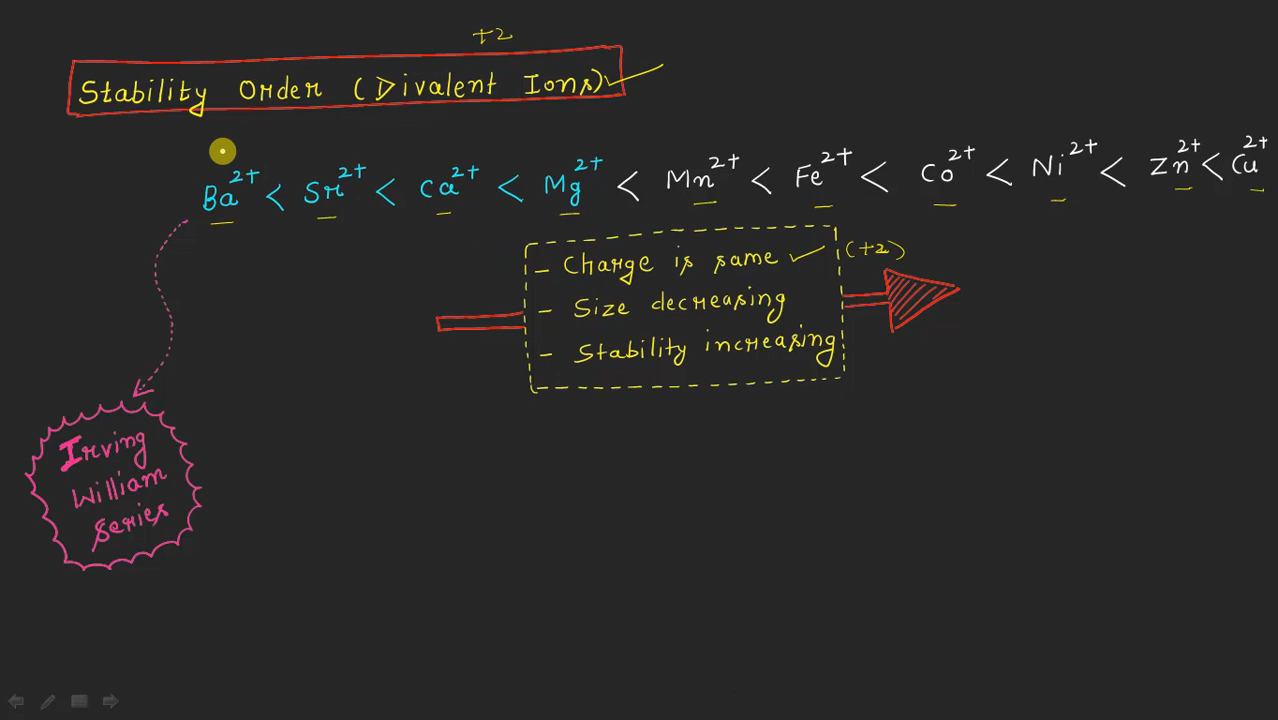 +2
Stability Order (Divalent Ions)
Ba²⁺ < Sr²⁺ < Ca²⁺ < Mg²⁺ < Mn²⁺ < Fe²⁺ < Co²⁺ < Ni²⁺ < Zn²⁺ < Cu²⁺
- Charge is same (+2)
- Size decreasing
- Stability increasing
Irving
William
Series